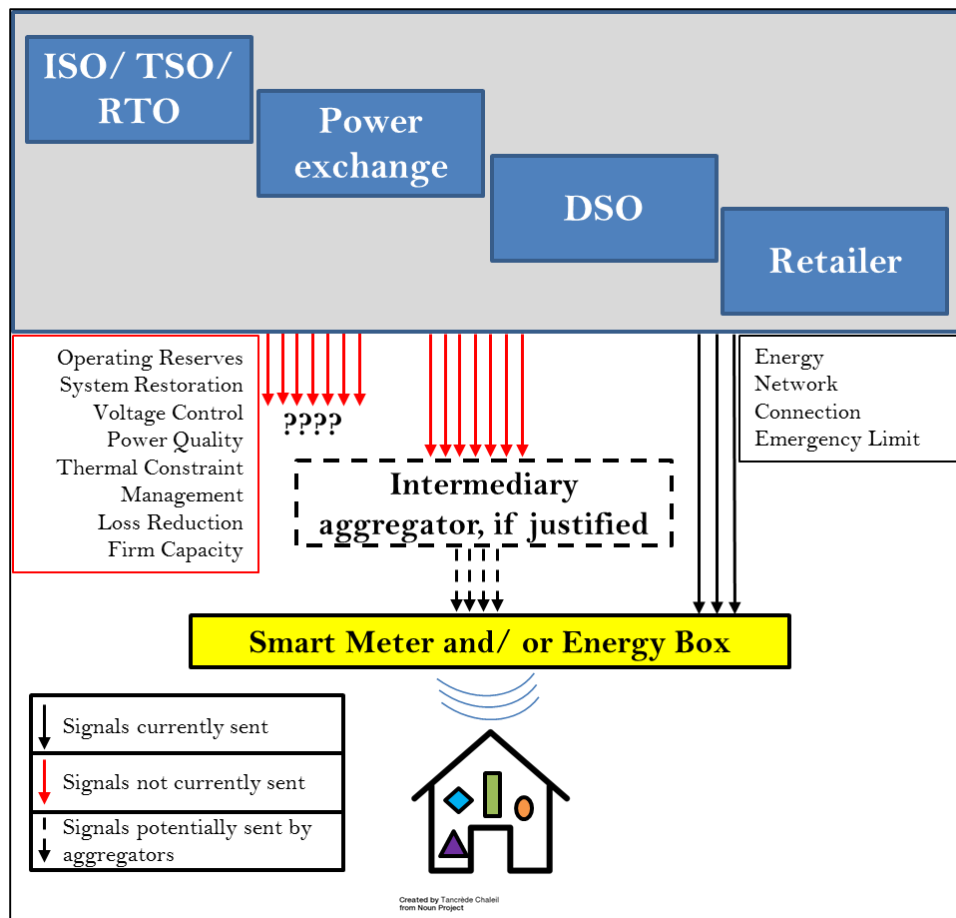 ISO/ TSO/
RTO
Power
exchange
DSO
Retailer
Operating Reserves
System Restoration
Voltage Control
Power Quality
Thermal Constraint
Management
Loss Reduction
Firm Capacity
????
Energy
Network
Connection
Emergency Limit
Intermediary
aggregator, if justified
Smart Meter and/ or Energy Box
Signals currently sent
Signals not currently sent
Signals potentially sent by
aggregators
Created by Tancrède Chaleil
from Noun Project